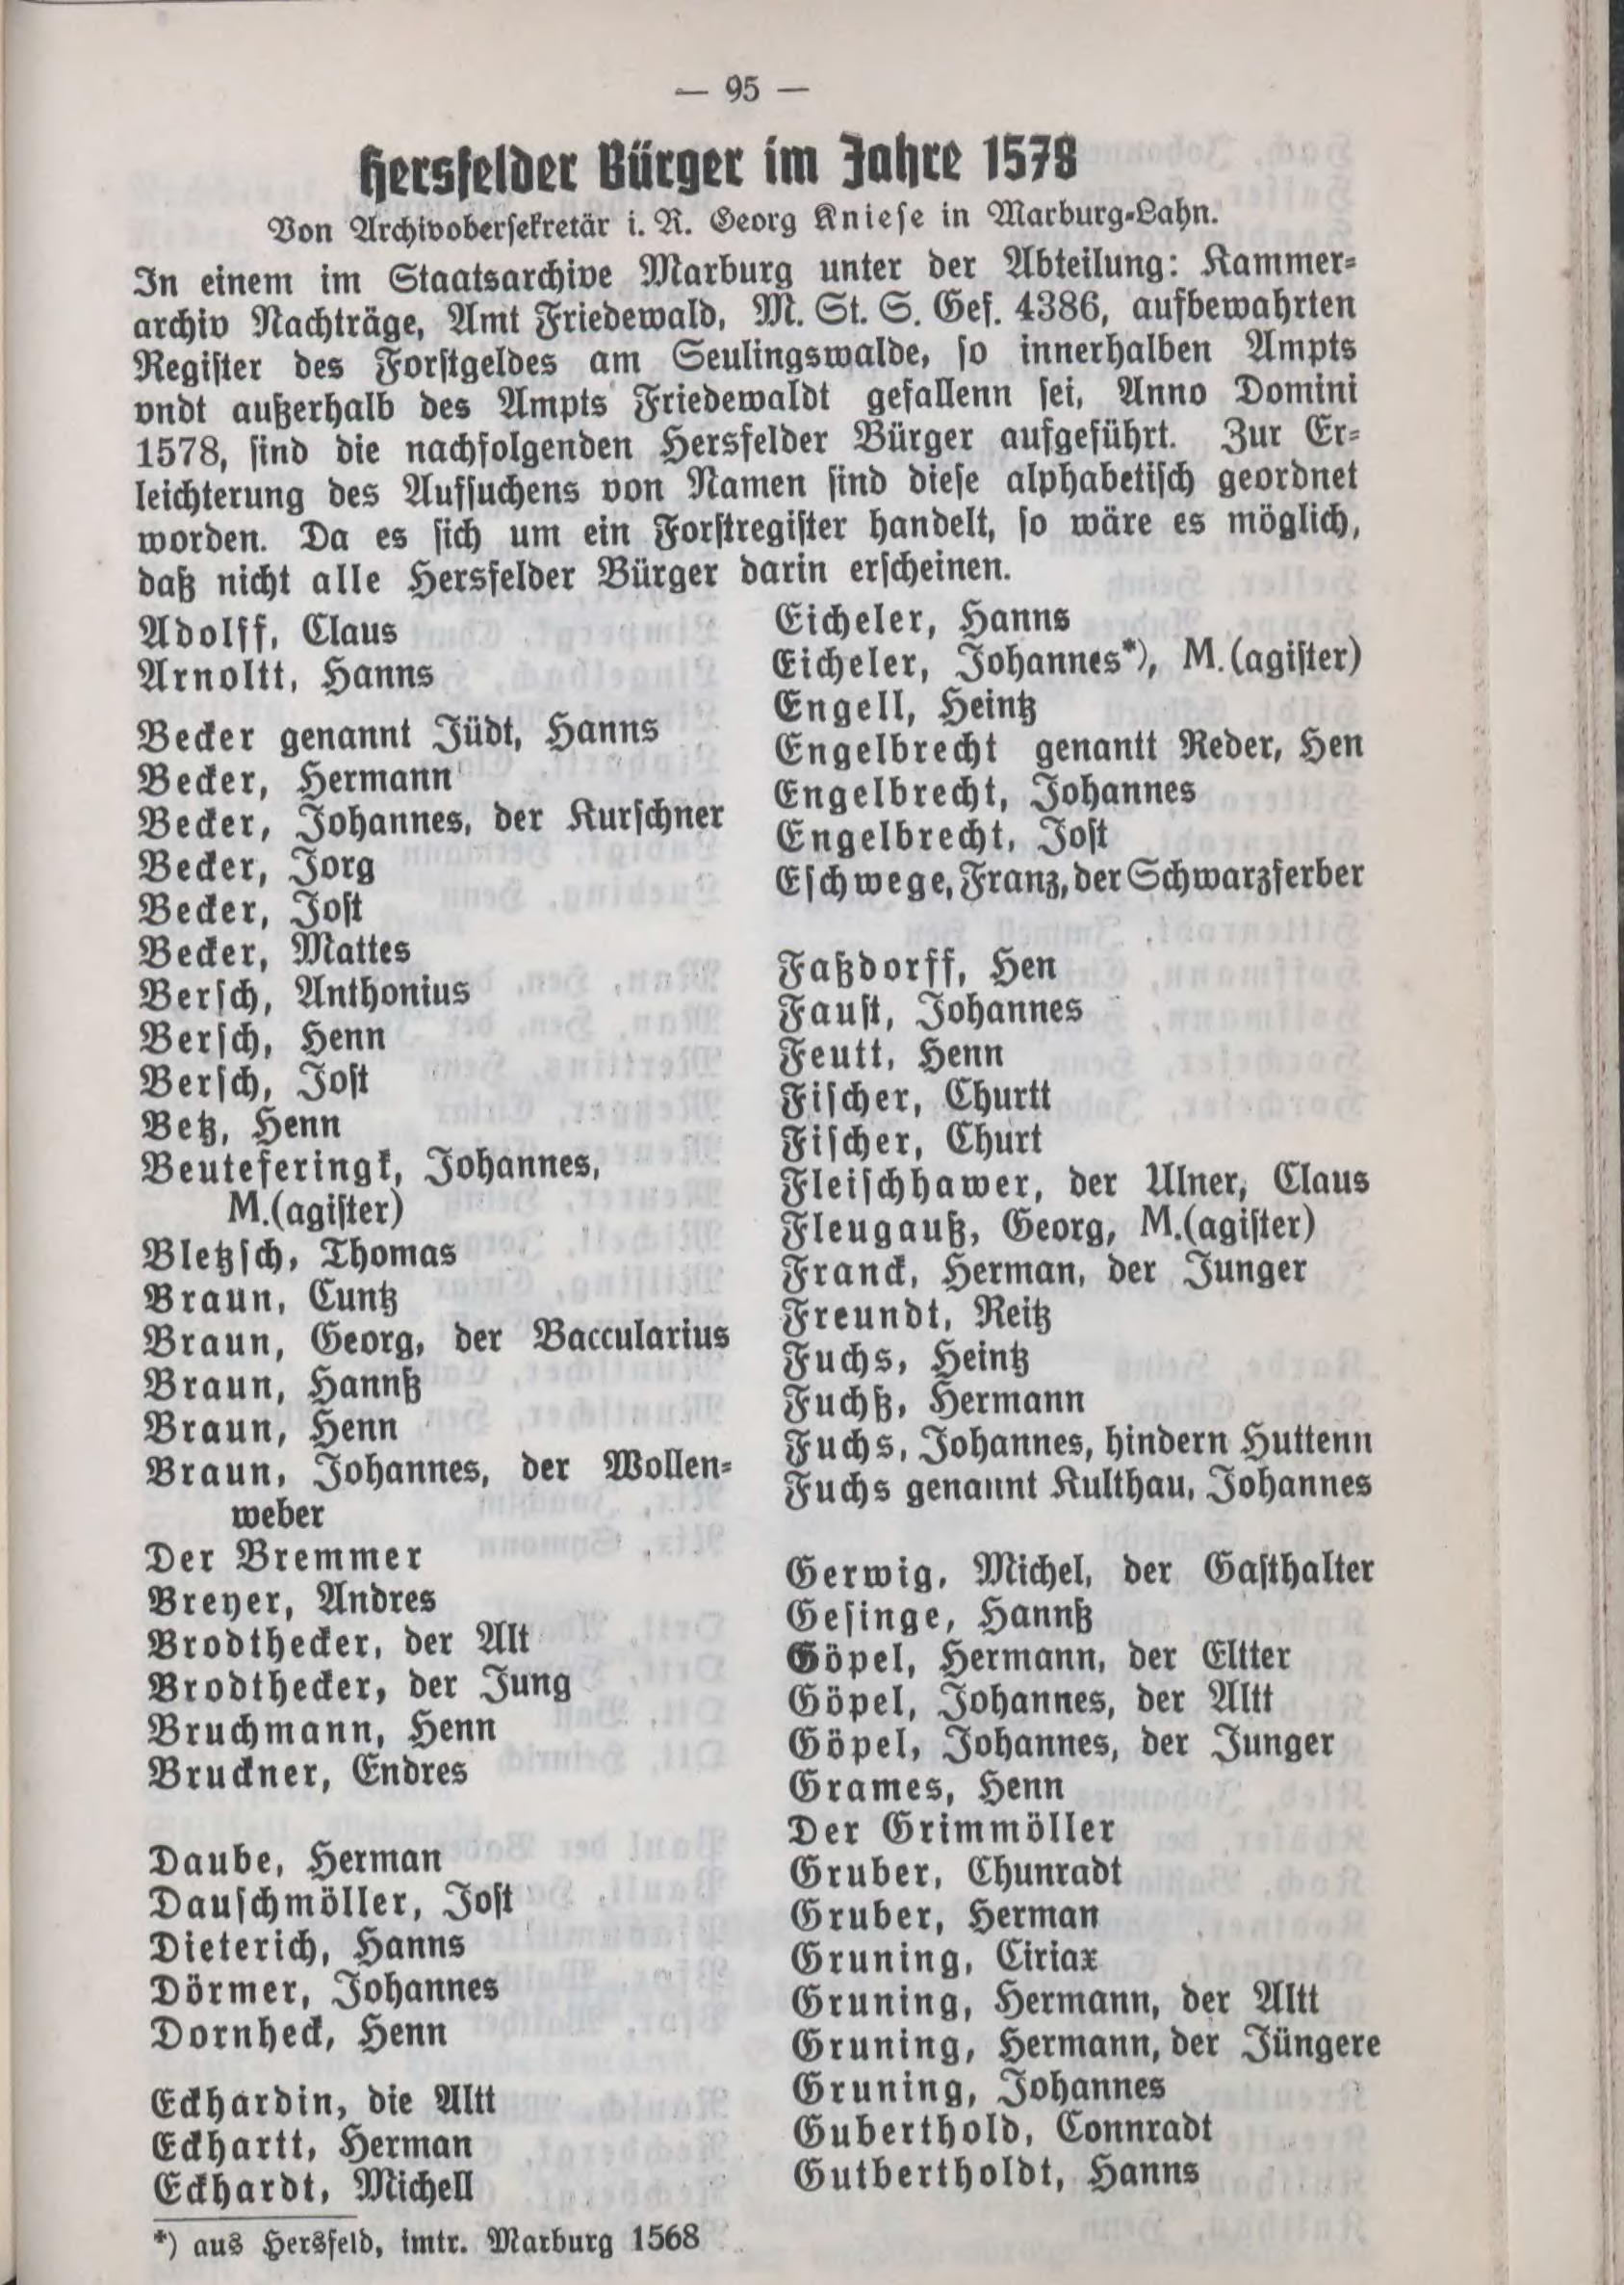 — 95 —
Hersfelder Bürger im Jahre 1578
Von Archivobersekretär i. R. Georg Kniese in Marburg-Lahn.
In einem im Staatsarchive Marburg unter der Abteilung: Kammer-
archiv Nachträge, Amt Friedewald, M. St. S. Gef. 4386, aufbewahrten
Register des Forstgeldes am Seulingswalde, so innerhalben Ampts
vndt außerhalb des Ampts Friedewaldt gefallenn sei, Anno Domini
1578, sind die nachfolgenden Hersfelder Bürger aufgeführt. Zur Er-
leichterung des Aufsuchens von Namen sind diese alphabetisch geordnet
worden. Da es sich um ein Forstregister handelt, so wäre es möglich,
daß nicht alle Hersfelder Bürger darin erscheinen.
Adolff, Claus
Arnoltt, Hanns
Becker genannt Jüdt, Hanns
Becker, Hermann
Becker, Johannes, der Kurschner
Becker, Jorg
Becker, Jost
Becker, Mattes
Bersch, Anthonius
Bersch, Henn
Bersch, Jost
Betz, Henn
Beuteferingk, Johannes,
M.(agister)
Bletzsch, Thomas
Braun, Cuntz
Braun, Georg, der Baccularius
Braun, Hannß
Braun, Henn
Braun, Johannes, der Wollen-
weber
Der Bremmer
Breyer, Andres
Brodthecker, der Alt
Brodthecker, der Jung
Bruchmann, Henn
Bruckner, Endres
Daube, Herman
Dauschmöller, Jost
Dieterich, Hanns
Dörmer, Johannes
Dornheck, Henn
Eckhardin, die Altt
Eckhartt, Herman
Eckhardt, Michell
Eicheler, Hanns
Eicheler, Johannes*), M.(agister)
Engell, Heintz
Engelbrecht genantt Reder, Hen
Engelbrecht, Johannes
Engelbrecht, Jost
Eschwege, Franz, der Schwarzferber
Faßdorff, Hen
Faust, Johannes
Feutt, Henn
Fischer, Churtt
Fischer, Churt
Fleischhawer, der Ulner, Claus
Fleugauß, Georg, M.(agister)
Franck, Herman, der Junger
Freundt, Reitz
Fuchs, Heintz
Fuchß, Hermann
Fuchs, Johannes, hindern Huttenn
Fuchs genannt Kulthau, Johannes
Gerwig, Michel, der Gasthalter
Gesinge, Hannß
Göpel, Hermann, der Eltter
Göpel, Johannes, der Altt
Göpel, Johannes, der Junger
Grames, Henn
Der Grimmöller
Gruber, Chunradt
Gruber, Herman
Gruning, Ciriax
Gruning, Hermann, der Altt
Gruning, Hermann, der Jüngere
Gruning, Johannes
Guberthold, Connradt
Gutbertholdt, Hanns
*) aus Hersfeld, imtr. Marburg 1568